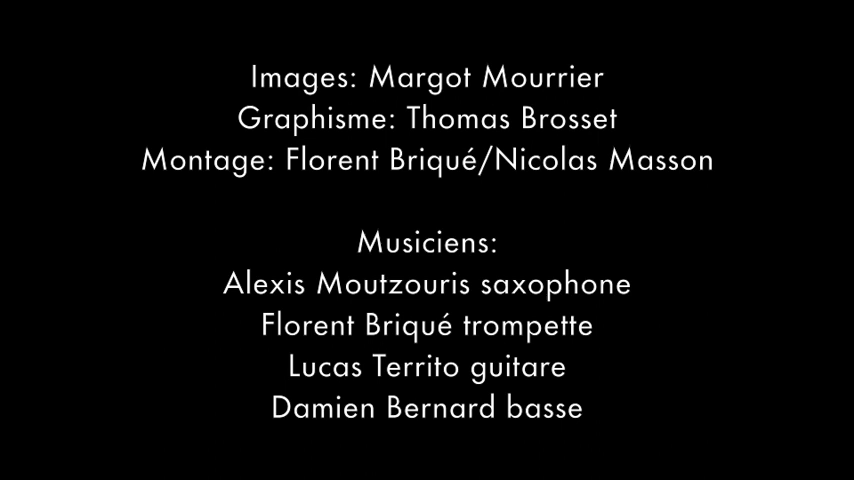 Images: Margot Mourrier
Graphisme: Thomas Brosset
Montage: Florent Briqué/Nicolas Masson
Musiciens:
Alexis Moutzouris saxophone
Florent Briqué trompette
Lucas Territo guitare
Damien Bernard basse